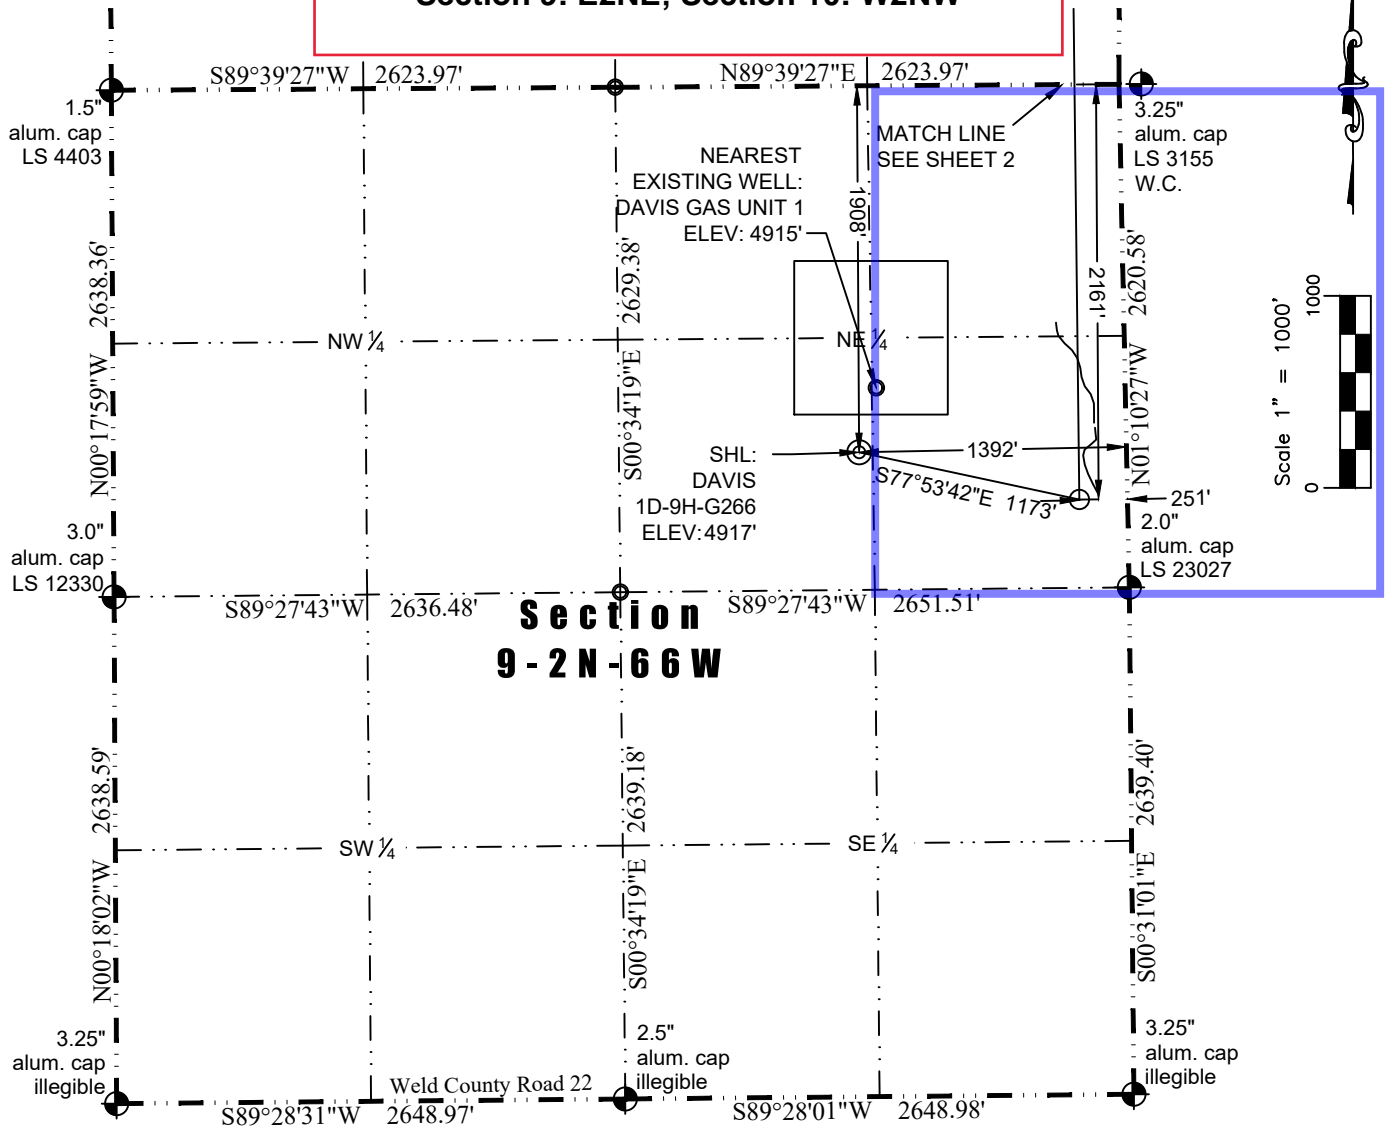 Section 9: E2NE, Section 10: W2NW
S89°39'27"W 2623.97'
N89°39'27"E 2623.97'
1.5"
alum. cap
LS 4403
MATCH LINE
SEE SHEET 2
3.25"
alum. cap
LS 3155
W.C.
NEAREST
EXISTING WELL:
DAVIS GAS UNIT 1
ELEV: 4915'
1908'
2161'
N00°17'59"W 2638.36'
S00°34'19"E 2629.38'
N01°10'27"W 2620.58'
Scale 1" = 1000'
0 1000
NW 1/4
NE 1/4
SHL:
DAVIS
1D-9H-G266
ELEV:4917'
1392'
S77°53'42"E 1173'
251'
3.0"
alum. cap
LS 12330
2.0"
alum. cap
LS 23027
S89°27'43"W 2636.48'
S89°27'43"W 2651.51'
Section
9-2N-66W
N00°18'02"W 2638.59'
S00°34'19"E 2639.18'
S00°31'01"E 2639.40'
SW 1/4
SE 1/4
3.25"
alum. cap
illegible
2.5"
alum. cap
illegible
3.25"
alum. cap
illegible
Weld County Road 22
S89°28'31"W 2648.97'
S89°28'01"W 2648.98'